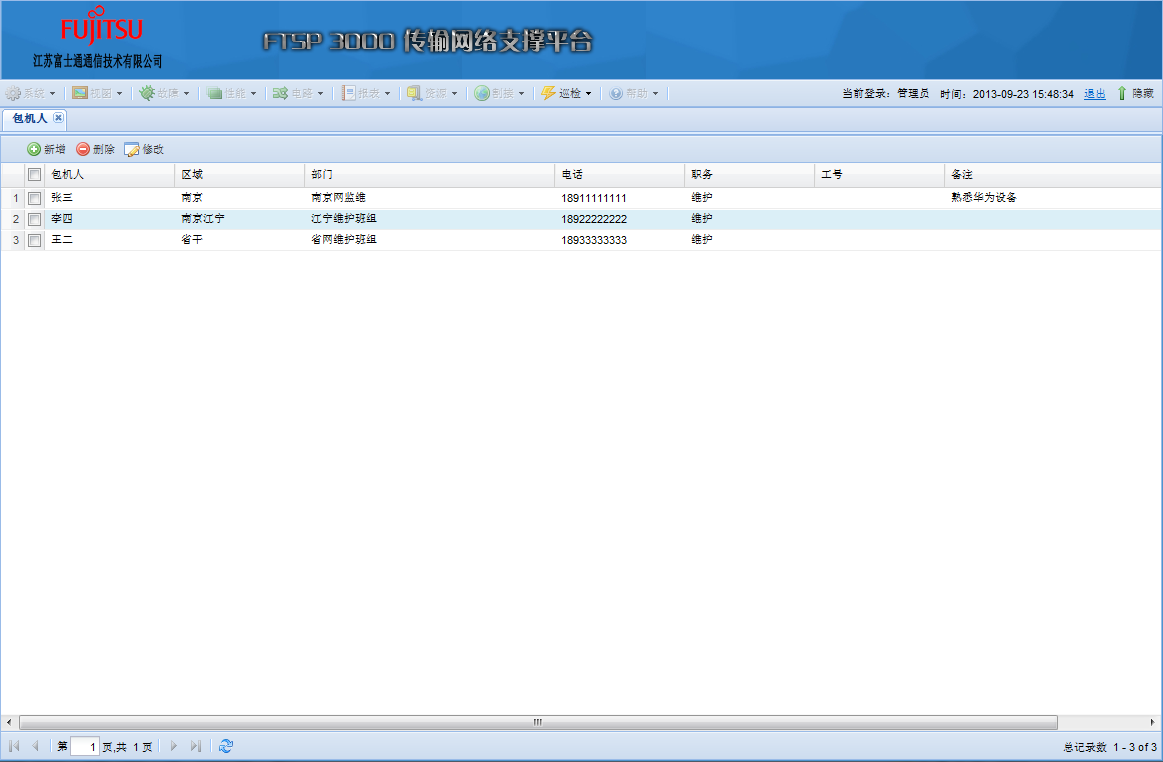 FUJITSU
江苏富士通通信技术有限公司
FTSP 3000 传输网络支撑平台
系统 视图 故障 性能 电路 报表 资源 割接 巡检 帮助 当前登录: 管理员 时间: 2013-09-23 15:48:34 退出 隐藏
包机人
新增 删除 修改
包机人 区域 部门 电话 职务 工号 备注
1 张三 南京 南京网监维 18911111111 维护 熟悉华为设备
2 李四 南京江宁 江宁维护班组 18922222222 维护
3 王二 省干 省网维护班组 18933333333 维护
第 1 页,共 1 页 总记录数 1 - 3 of 3